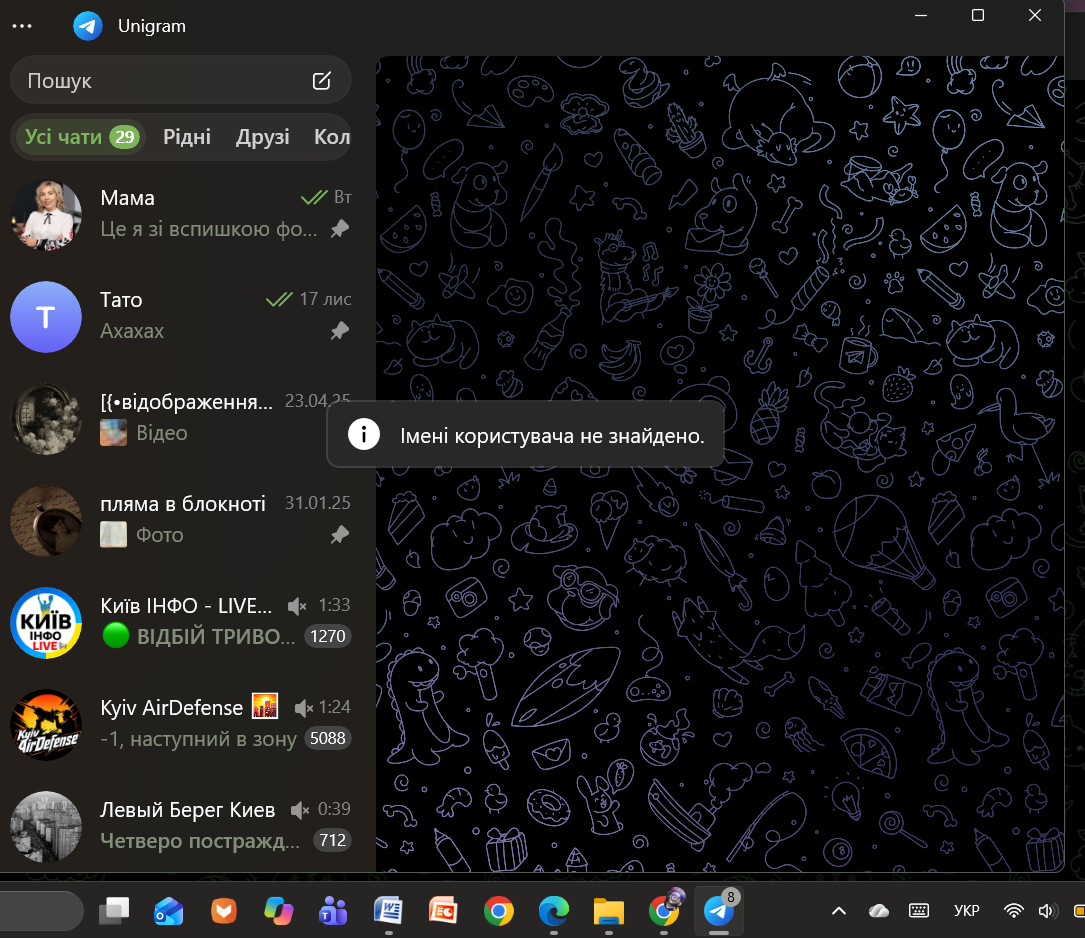 Unigram
Пошук
Усі чати 29 Рідні Друзі Кол
Мама Вт
Це я зі вспишкою фо...
Т
Тато 17 лис
Ахахах
[{•відображення... 23.04.25
Відео
Імені користувача не знайдено.
пляма в блокноті 31.01.25
Фото
КИЇВ
ІНФО
LIVE
Київ ІНФО - LIVE... 1:33
ВІДБІЙ ТРИВО... 1270
Kyiv
AirDefense
Kyiv AirDefense 1:24
-1, наступний в зону 5088
Левый Берег Киев 0:39
Четверо постражд... 712
8
УКР